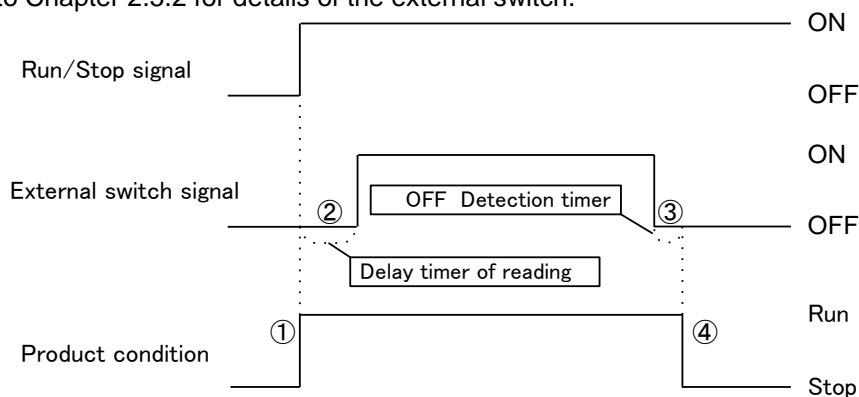 to Chapter 2.3.2 for details of the external switch.
ON
Run/Stop signal
OFF
ON
External switch signal
② OFF Detection timer ③
OFF
Delay timer of reading
Run
① ④
Product condition
Stop